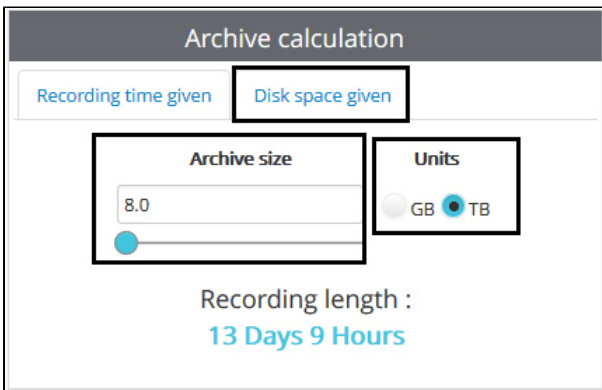 Archive calculation
Recording time given Disk space given
Archive size Units
8.0 GB TB
Recording length :
13 Days 9 Hours